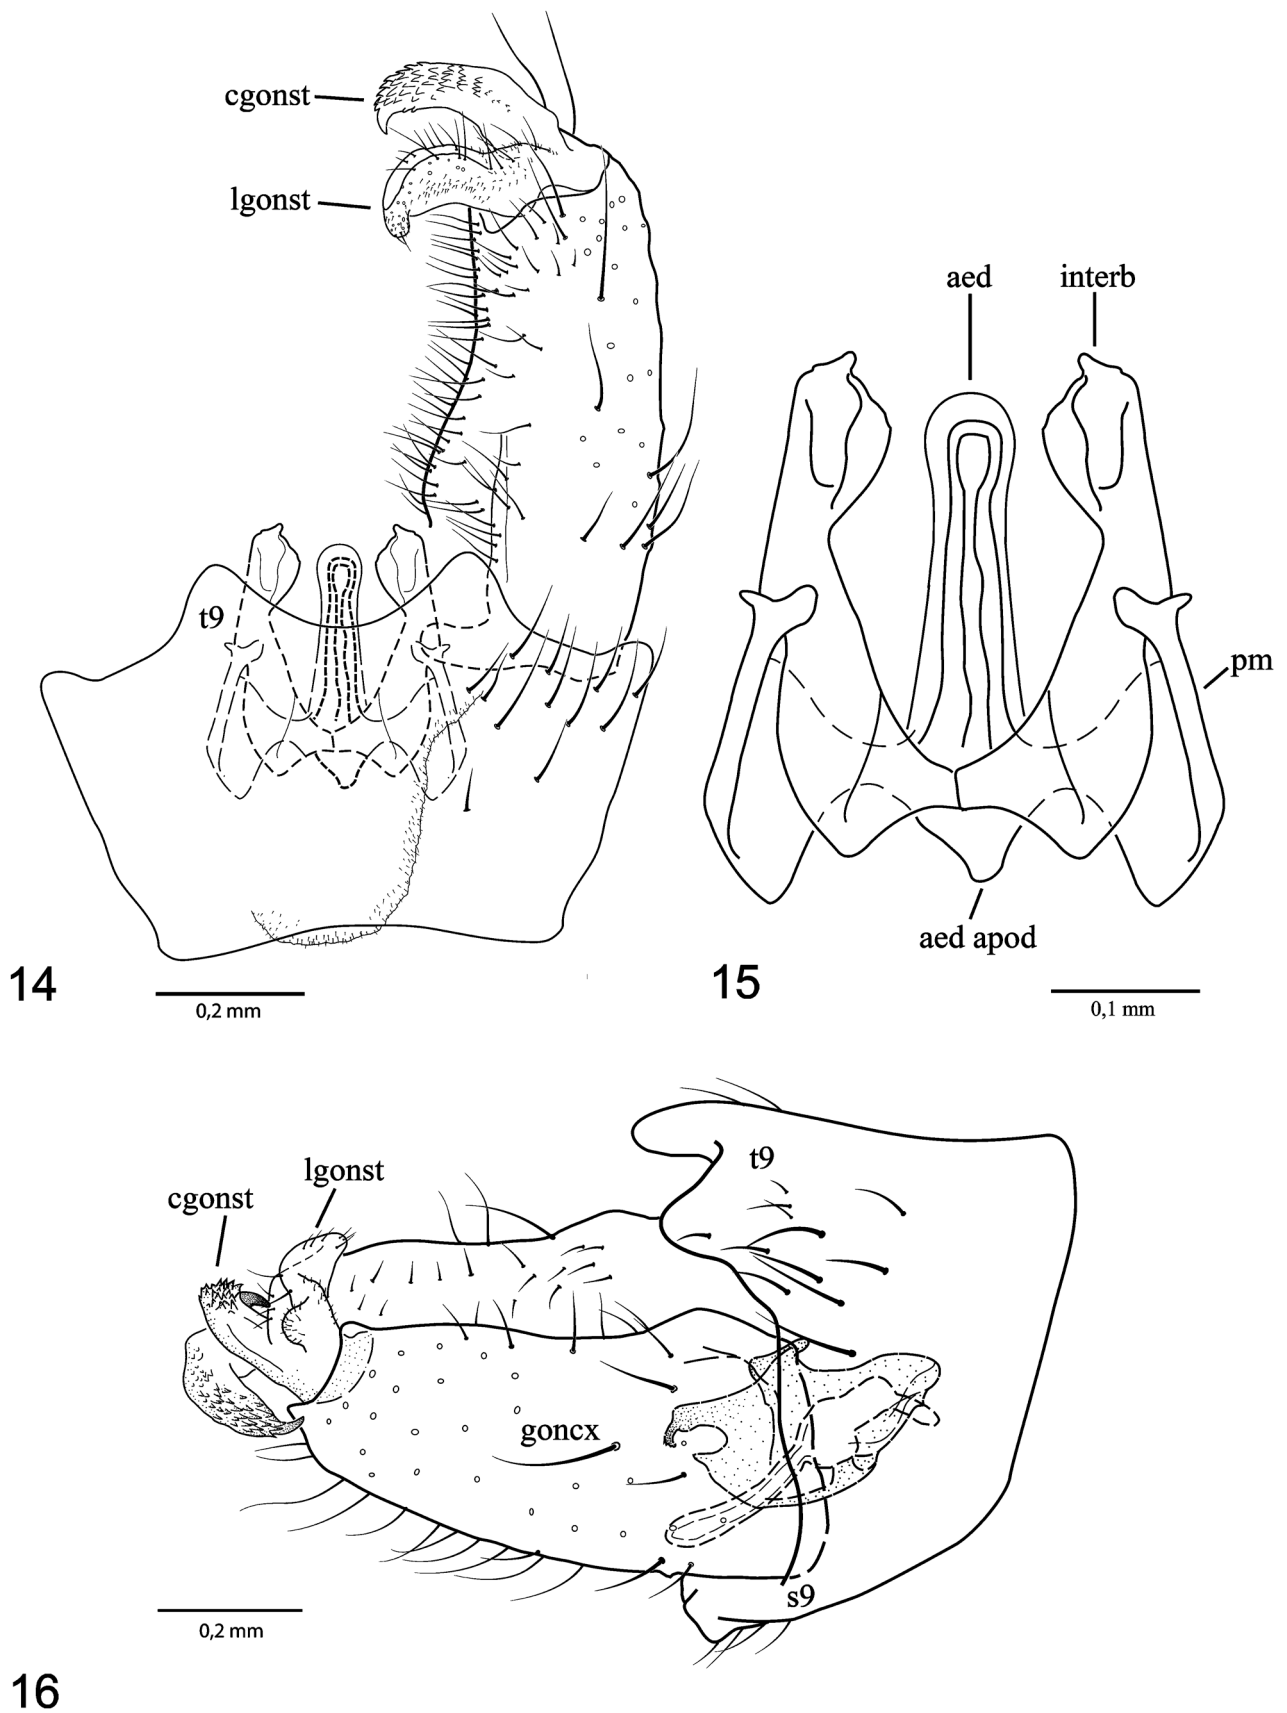 cgonst
lgonst
t9
14
0,2 mm
aed
interb
pm
aed apod
15
0,1 mm
t9
lgonst
cgonst
goncx
s9
0,2 mm
16